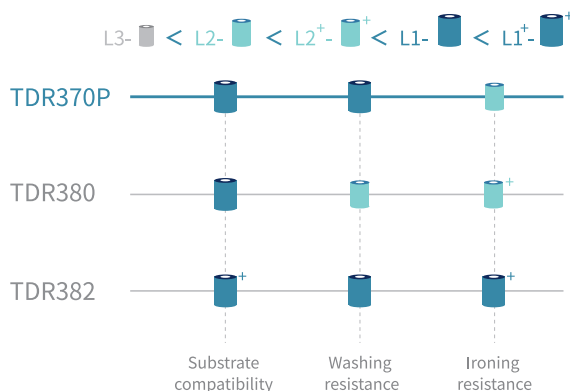 L3- < L2- < L2+- + < L1- < L1+- +
TDR370P
TDR380 +
TDR382 + +
Substrate compatibility
Washing resistance
Ironing resistance